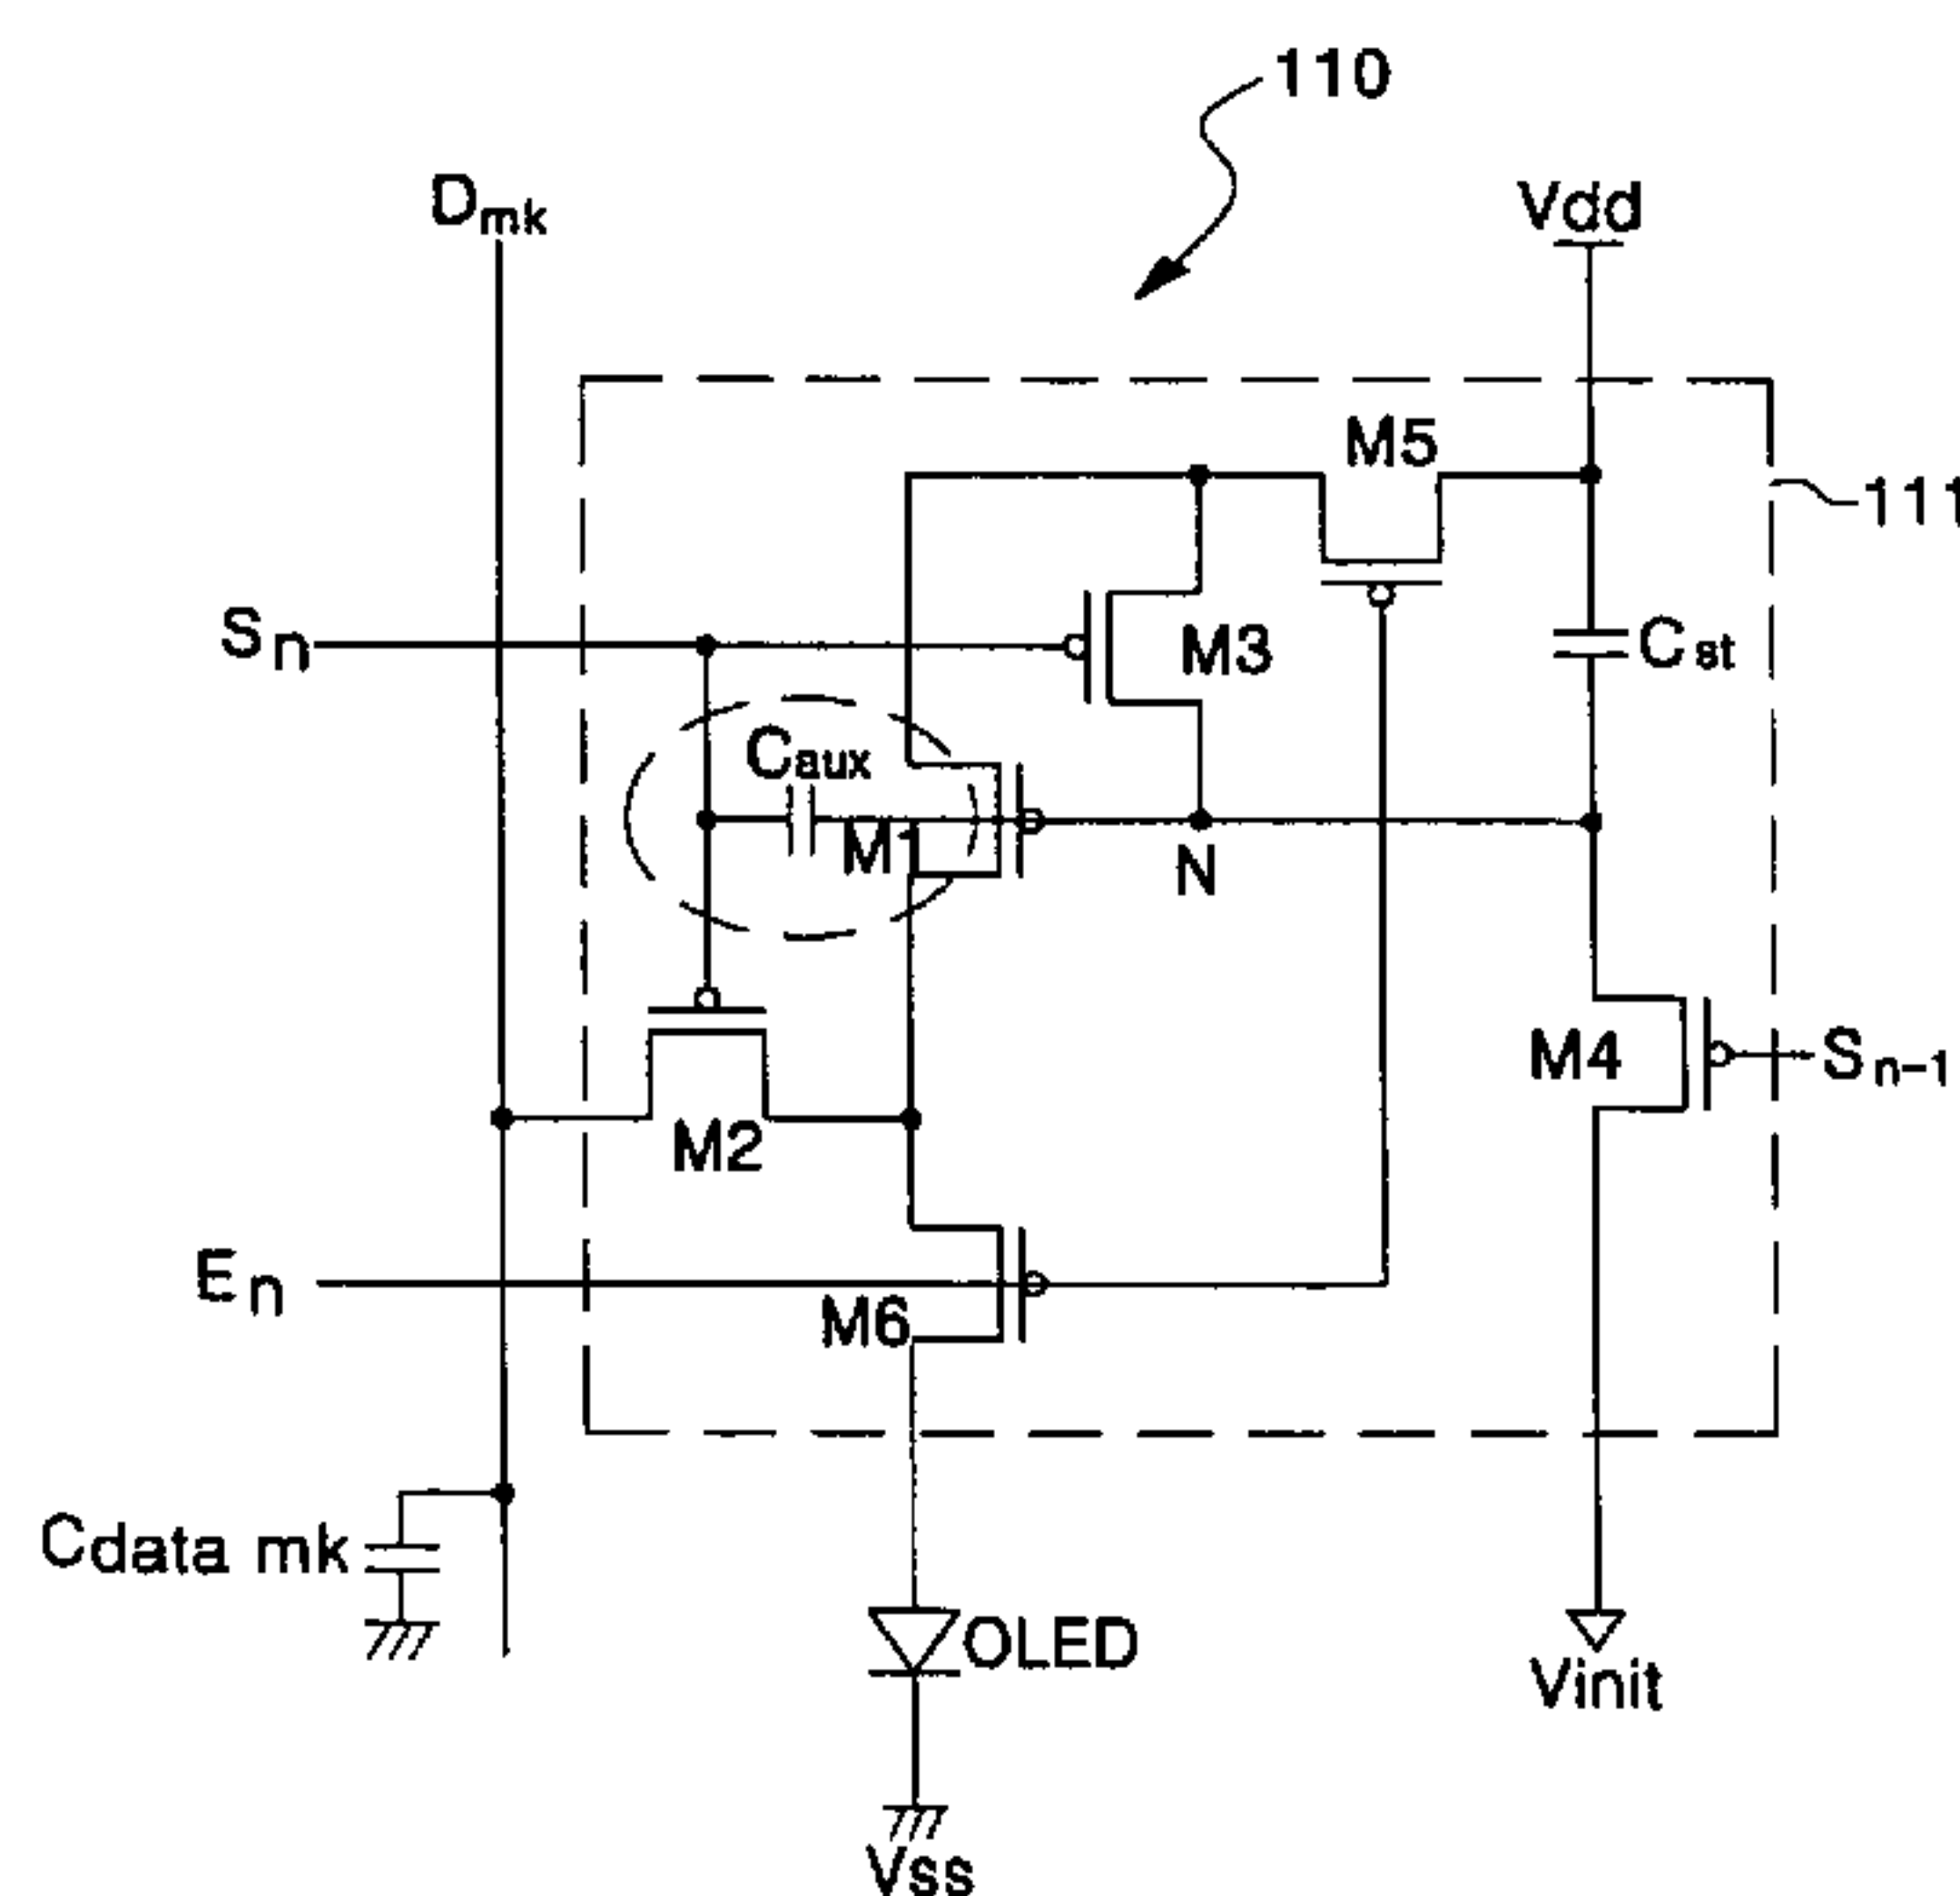 110
Dmk
Vdd
M5
111
Sn
M3
Cst
Caux
M1
N
M4
Sn-1
M2
En
M6
Cdata mk
OLED
Vinit
Vss